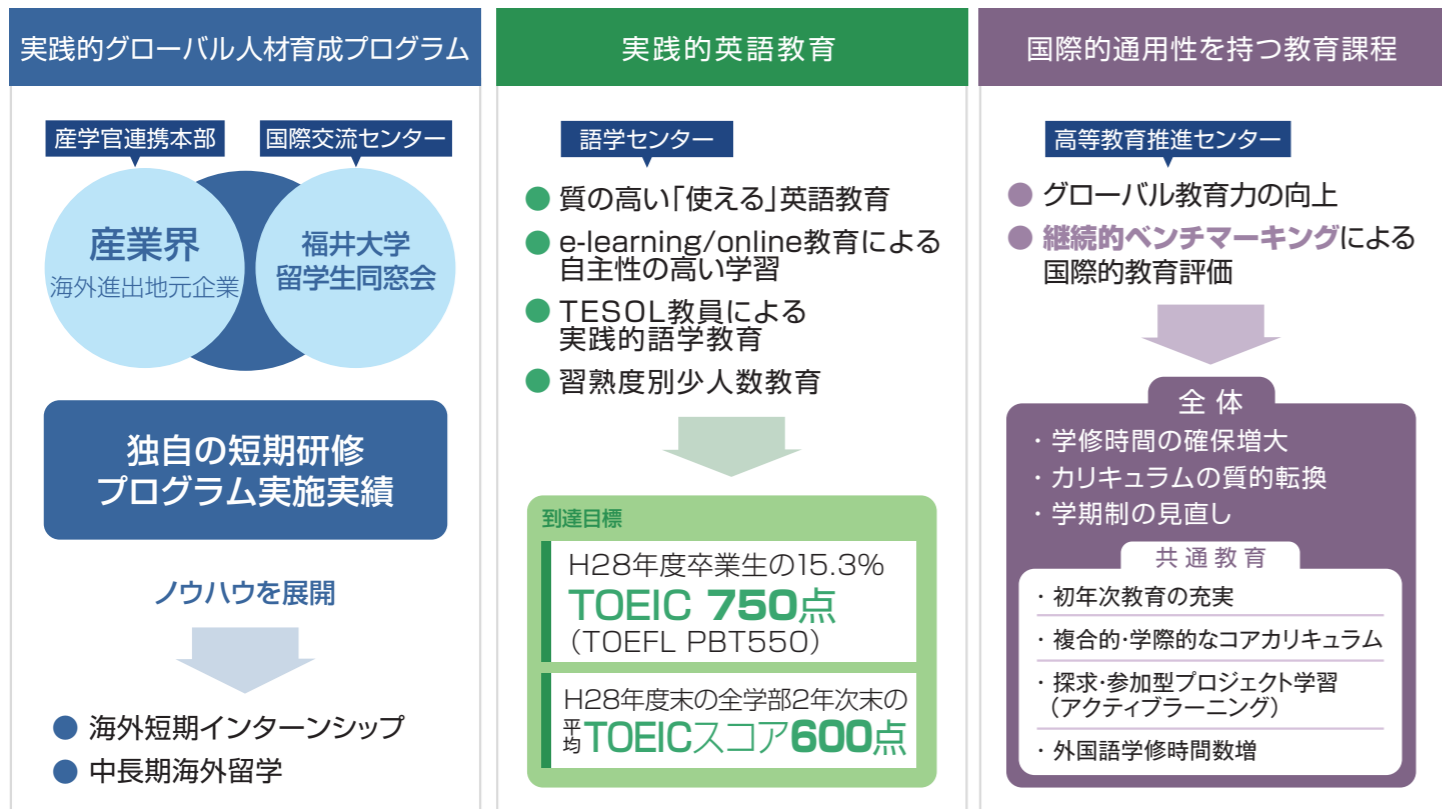 実践的グローバル人材育成プログラム
産学官連携本部
国際交流センター
産業界
海外進出地元企業
福井大学
留学生同窓会
独自の短期研修
プログラム実施実績
ノウハウを展開
● 海外短期インターンシップ
● 中長期海外留学
実践的英語教育
語学センター
● 質の高い「使える」英語教育
● e-learning/online教育による
自主性の高い学習
● TESOL教員による
実践的語学教育
● 習熟度別少人数教育
到達目標
H28年度卒業生の15.3%
TOEIC 750点
（TOEFL PBT550）
H28年度末の全学部2年次末の
平均TOEICスコア600点
国際的通用性を持つ教育課程
高等教育推進センター
● グローバル教育力の向上
● 継続的ベンチマーキングによる
国際的教育評価
全体
・学修時間の確保増大
・カリキュラムの質的転換
・学期制の見直し
共通教育
・初年次教育の充実
・複合的・学際的なコアカリキュラム
・探求・参加型プロジェクト学習
（アクティブラーニング）
・外国語学修時間数増